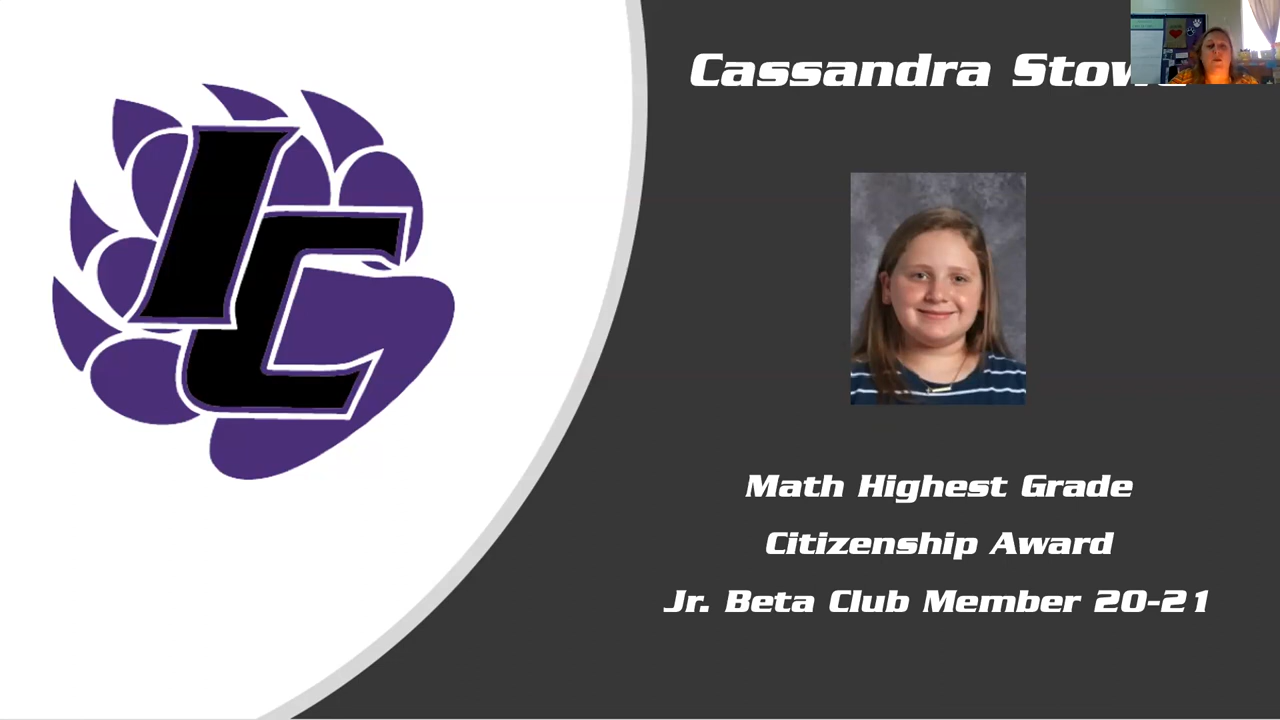 Cassandra
IC
Math Highest Grade
Citizenship Award
Jr. Beta Club Member 20-21